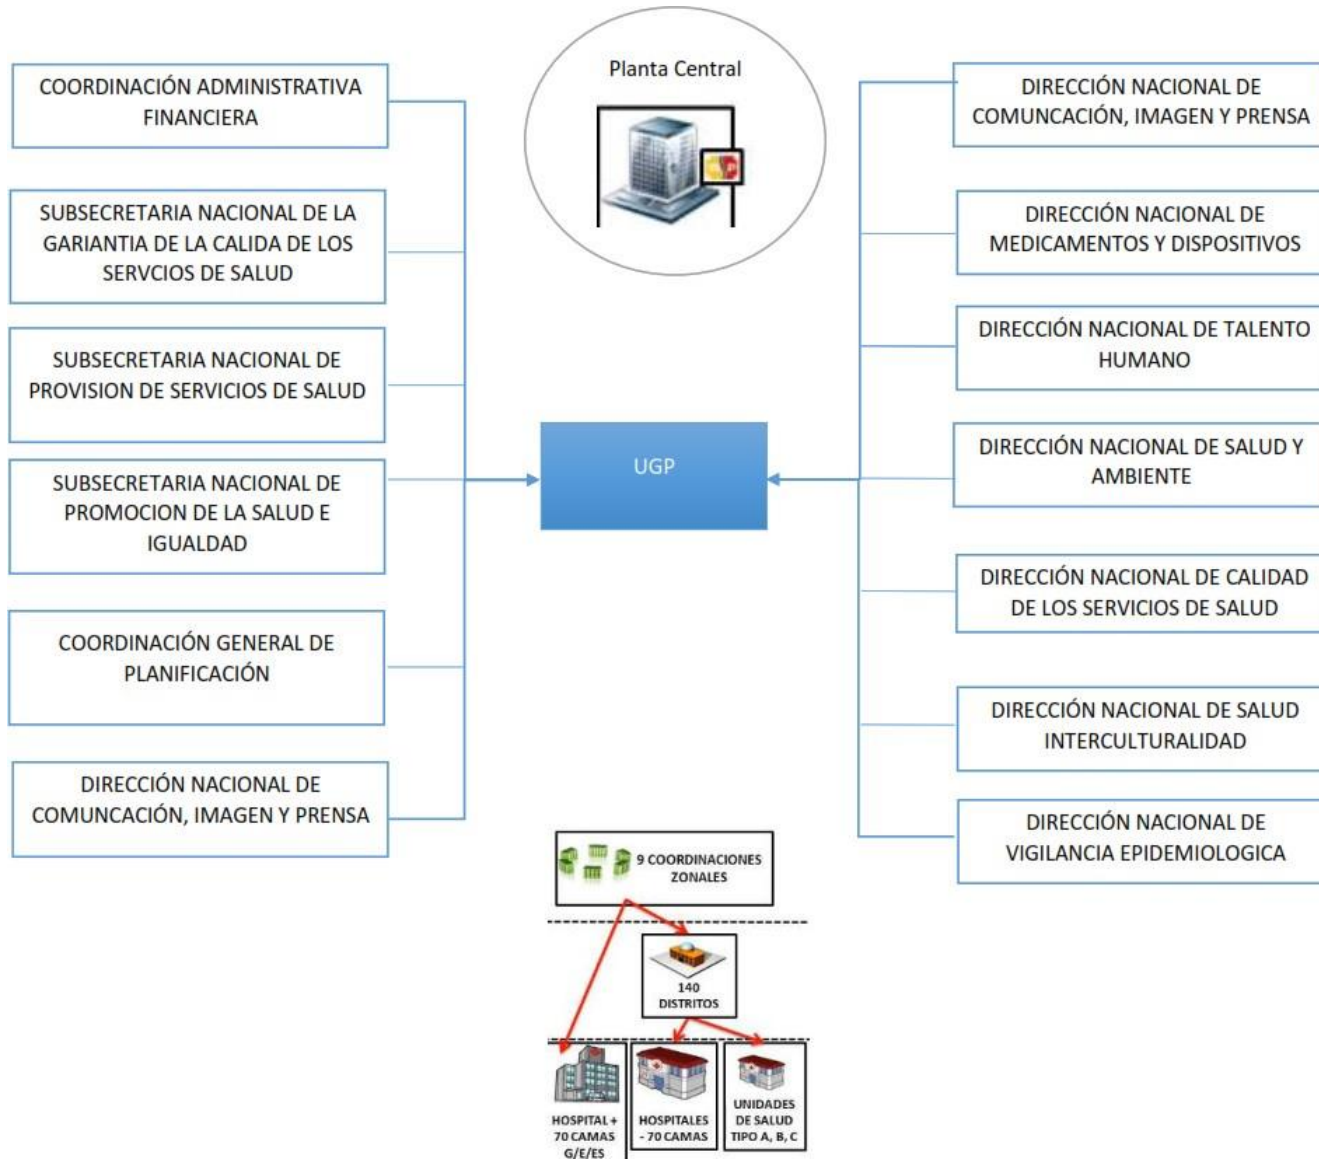 Planta Central
COORDINACIÓN ADMINISTRATIVA
FINANCIERA
SUBSECRETARIA NACIONAL DE LA
GARIANTIA DE LA CALIDA DE LOS
SERVCIOS DE SALUD
SUBSECRETARIA NACIONAL DE
PROVISION DE SERVICIOS DE SALUD
SUBSECRETARIA NACIONAL DE
PROMOCION DE LA SALUD E
IGUALDAD
COORDINACIÓN GENERAL DE
PLANIFICACIÓN
DIRECCIÓN NACIONAL DE
COMUNCACIÓN, IMAGEN Y PRENSA
UGP
DIRECCIÓN NACIONAL DE
COMUNCACIÓN, IMAGEN Y PRENSA
DIRECCIÓN NACIONAL DE
MEDICAMENTOS Y DISPOSITIVOS
DIRECCIÓN NACIONAL DE TALENTO
HUMANO
DIRECCIÓN NACIONAL DE SALUD Y
AMBIENTE
DIRECCIÓN NACIONAL DE CALIDAD
DE LOS SERVICIOS DE SALUD
DIRECCIÓN NACIONAL DE SALUD
INTERCULTURALIDAD
DIRECCIÓN NACIONAL DE
VIGILANCIA EPIDEMIOLOGICA
9 COORDINACIONES
ZONALES
140
DISTRITOS
HOSPITAL +
70 CAMAS
G/E/ES
HOSPITALES
- 70 CAMAS
UNIDADES
DE SALUD
TIPO A, B, C